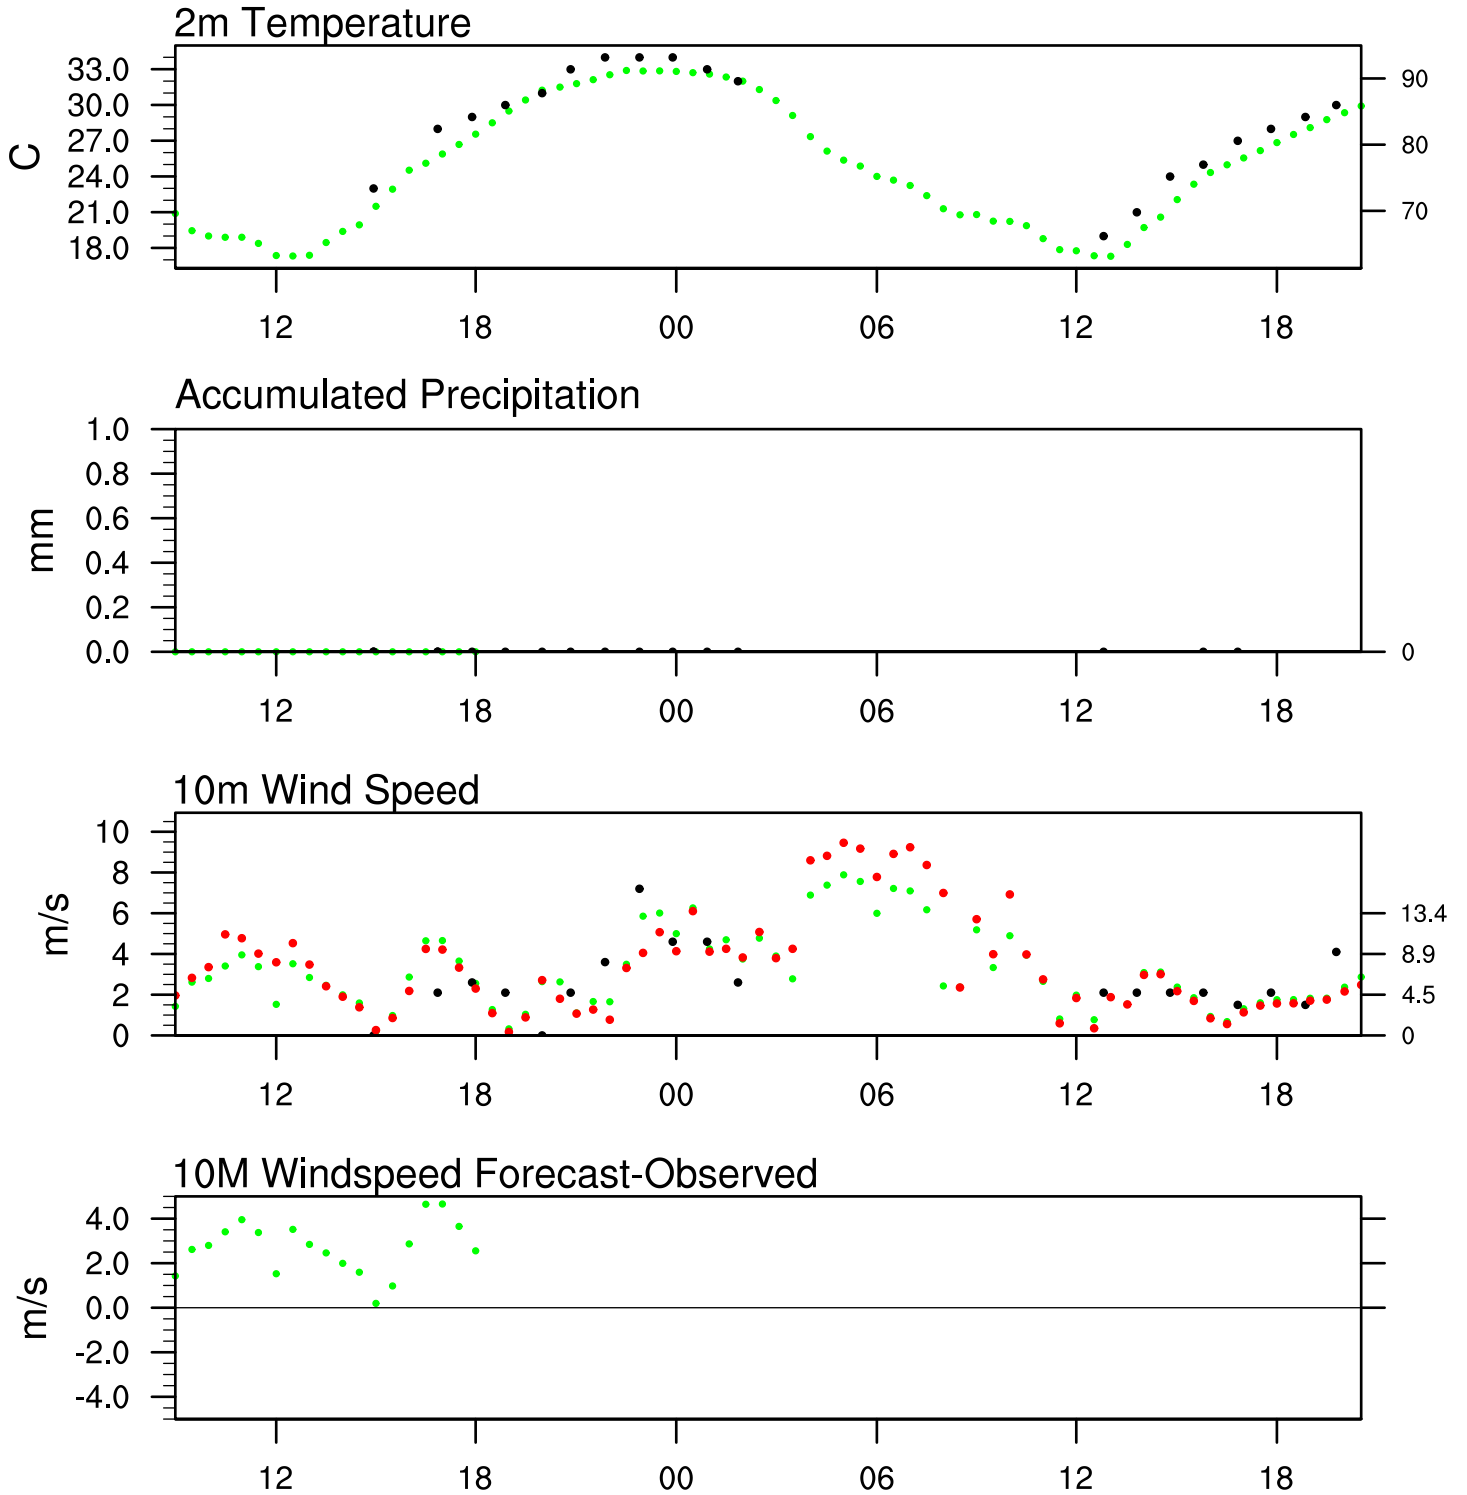 2m Temperature
33.0
30.0
27.0
24.0
21.0
18.0
C
90
80
70
12 18 00 06 12 18
Accumulated Precipitation
1.0
0.8
0.6
0.4
0.2
0.0
mm
0
12 18 00 06 12 18
10m Wind Speed
10
8
6
4
2
0
m/s
13.4
8.9
4.5
0
12 18 00 06 12 18
10M Windspeed Forecast-Observed
4.0
2.0
0.0
-2.0
-4.0
m/s
12 18 00 06 12 18